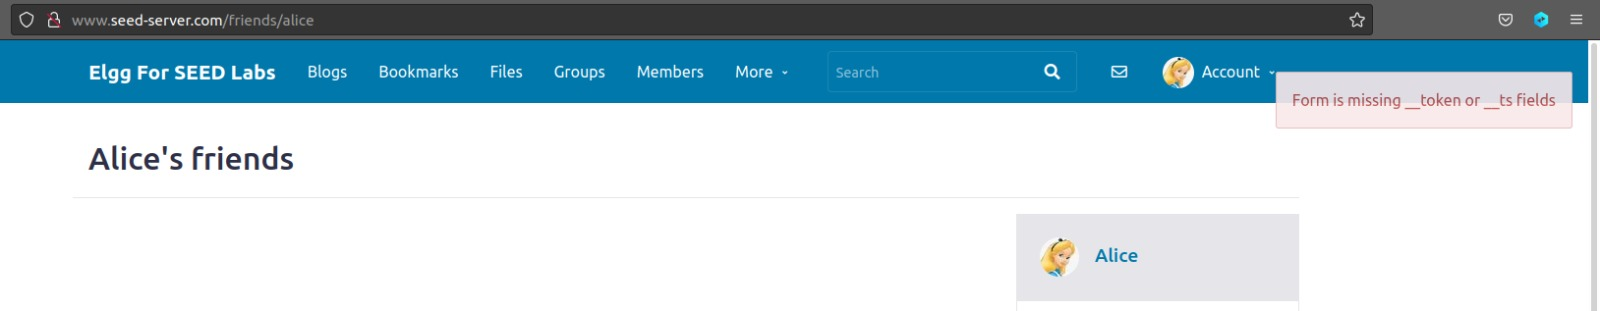 www.seed-server.com/friends/alice
Elgg For SEED Labs Blogs Bookmarks Files Groups Members More Search Account
Form is missing __token or __ts fields
Alice's friends
Alice